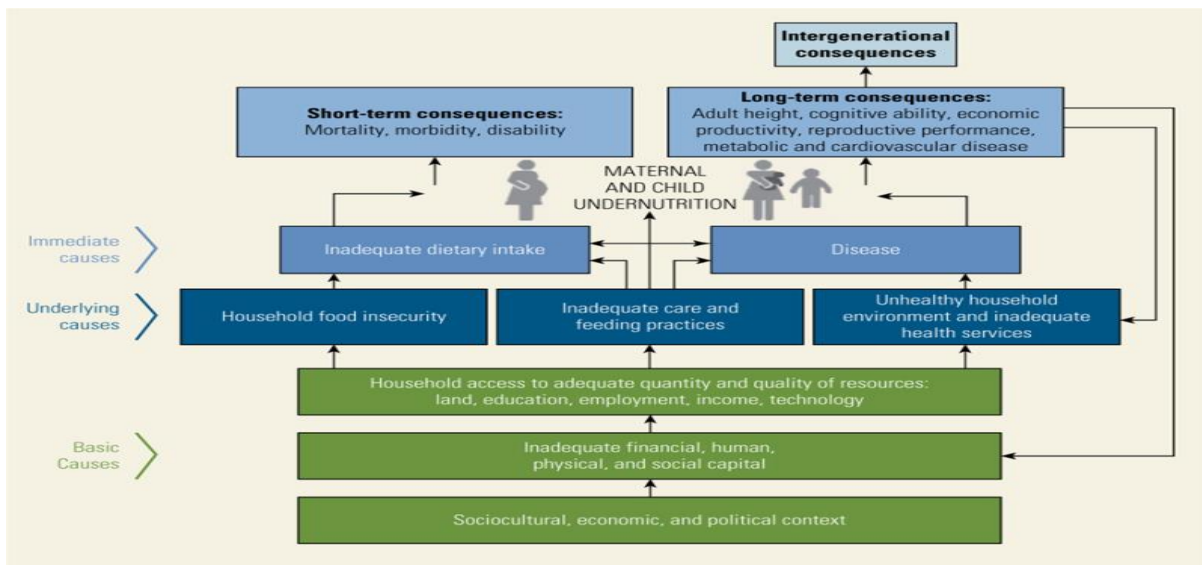 Intergenerational
consequences
Short-term consequences:
Mortality, morbidity, disability
Long-term consequences:
Adult height, cognitive ability, economic
productivity, reproductive performance,
metabolic and cardiovascular disease
MATERNAL
AND CHILD
UNDERNUTRITION
Immediate
causes
Inadequate dietary intake
Disease
Underlying
causes
Household food insecurity
Inadequate care and
feeding practices
Unhealthy household
environment and inadequate
health services
Household access to adequate quantity and quality of resources:
land, education, employment, income, technology
Basic
Causes
Inadequate financial, human,
physical, and social capital
Sociocultural, economic, and political context